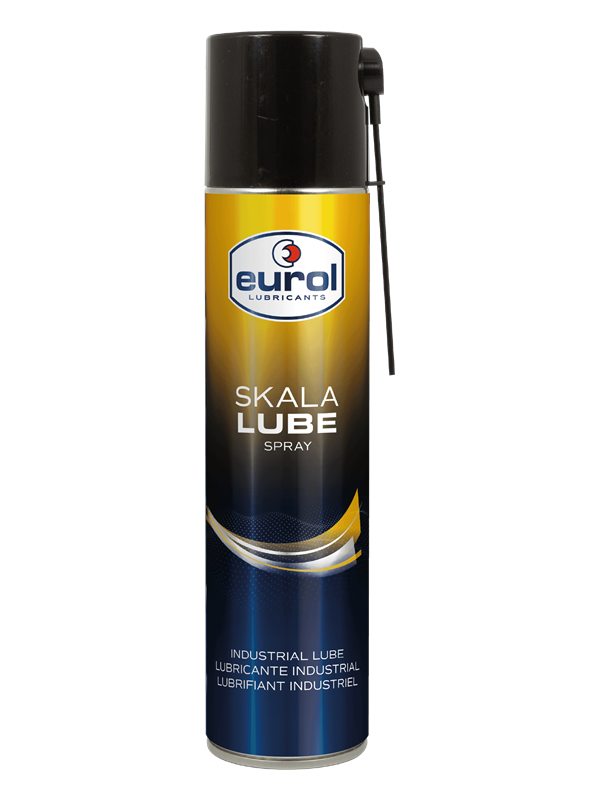 eurol
LUBRICANTS
SKALA
LUBE
SPRAY
INDUSTRIAL LUBE
LUBRICANTE INDUSTRIAL
LUBRIFIANT INDUSTRIEL